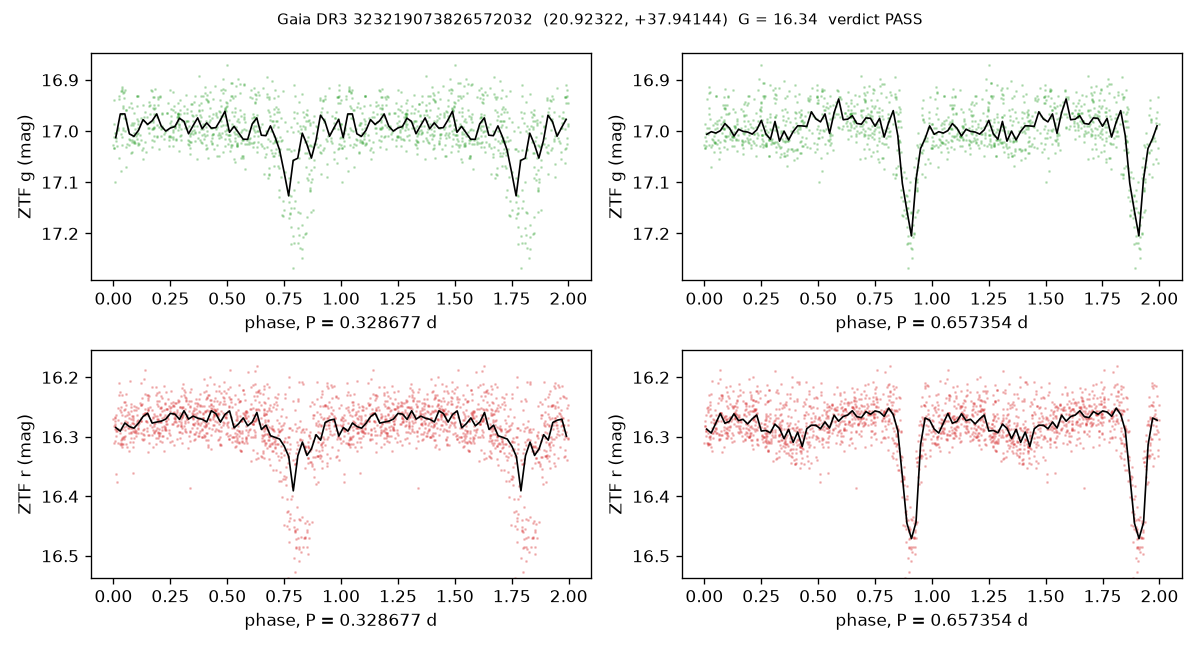 Gaia DR3 323219073826572032 (20.92322, +37.94144) G = 16.34 verdict PASS
ZTF g (mag)
16.9
17.0
17.1
17.2
0.00 0.25 0.50 0.75 1.00 1.25 1.50 1.75 2.00
phase, P = 0.328677 d
ZTF g (mag)
16.9
17.0
17.1
17.2
0.00 0.25 0.50 0.75 1.00 1.25 1.50 1.75 2.00
phase, P = 0.657354 d
ZTF r (mag)
16.2
16.3
16.4
16.5
0.00 0.25 0.50 0.75 1.00 1.25 1.50 1.75 2.00
phase, P = 0.328677 d
ZTF r (mag)
16.2
16.3
16.4
16.5
0.00 0.25 0.50 0.75 1.00 1.25 1.50 1.75 2.00
phase, P = 0.657354 d